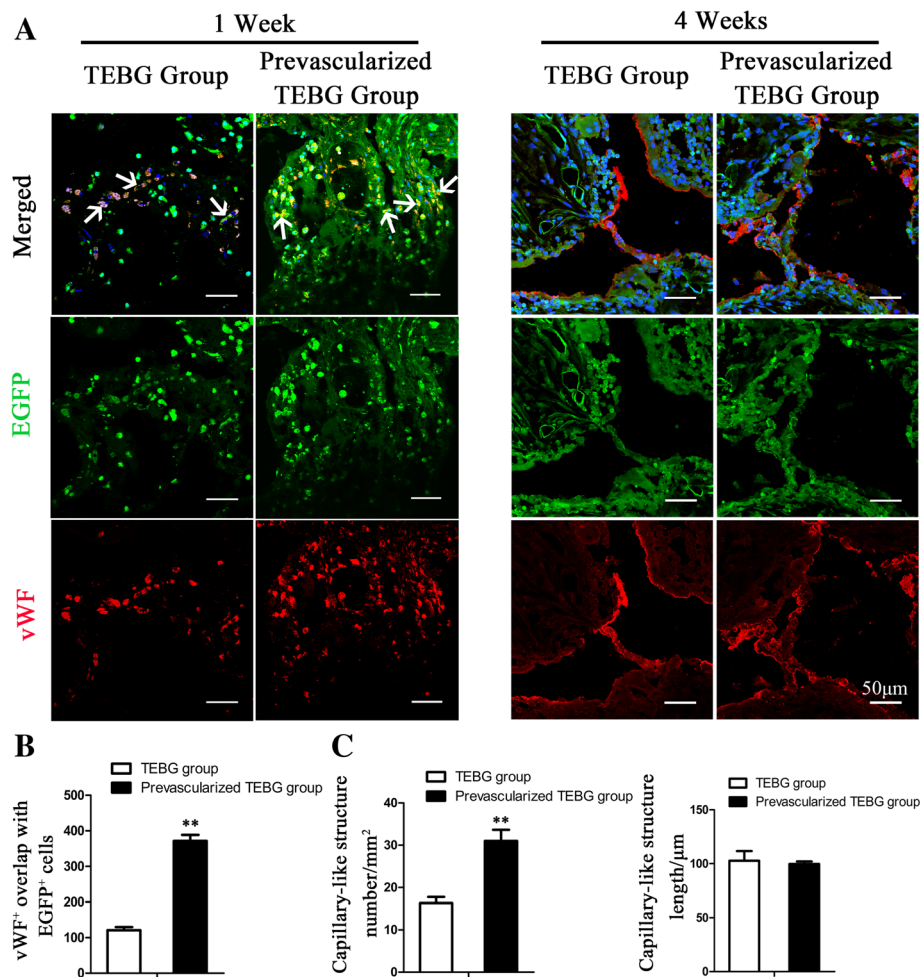 A
1 Week
4 Weeks
TEBG Group
Prevascularized
TEBG Group
TEBG Group
Prevascularized
TEBG Group
Merged
EGFP
vWF
50μm
B
TEBG group
Prevascularized TEBG group
vWF⁺ overlap with
EGFP⁺ cells
500
400
300
200
100
0
**
C
TEBG group
Prevascularized TEBG group
Capillary-like structure
number/mm²
40
30
20
10
0
**
TEBG group
Prevascularized TEBG group
Capillary-like structure
length/μm
150
100
50
0